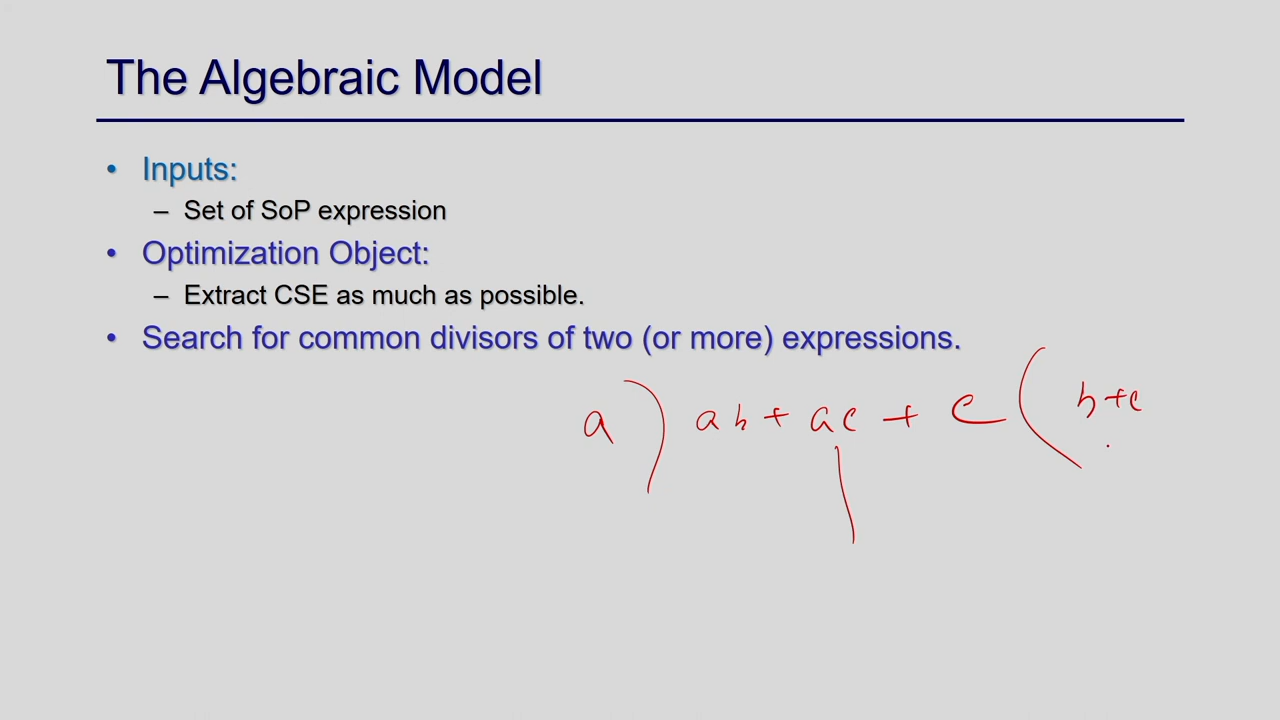 The Algebraic Model
• Inputs:
– Set of SoP expression
• Optimization Object:
– Extract CSE as much as possible.
• Search for common divisors of two (or more) expressions.
a) ab + ac + e ( b+c